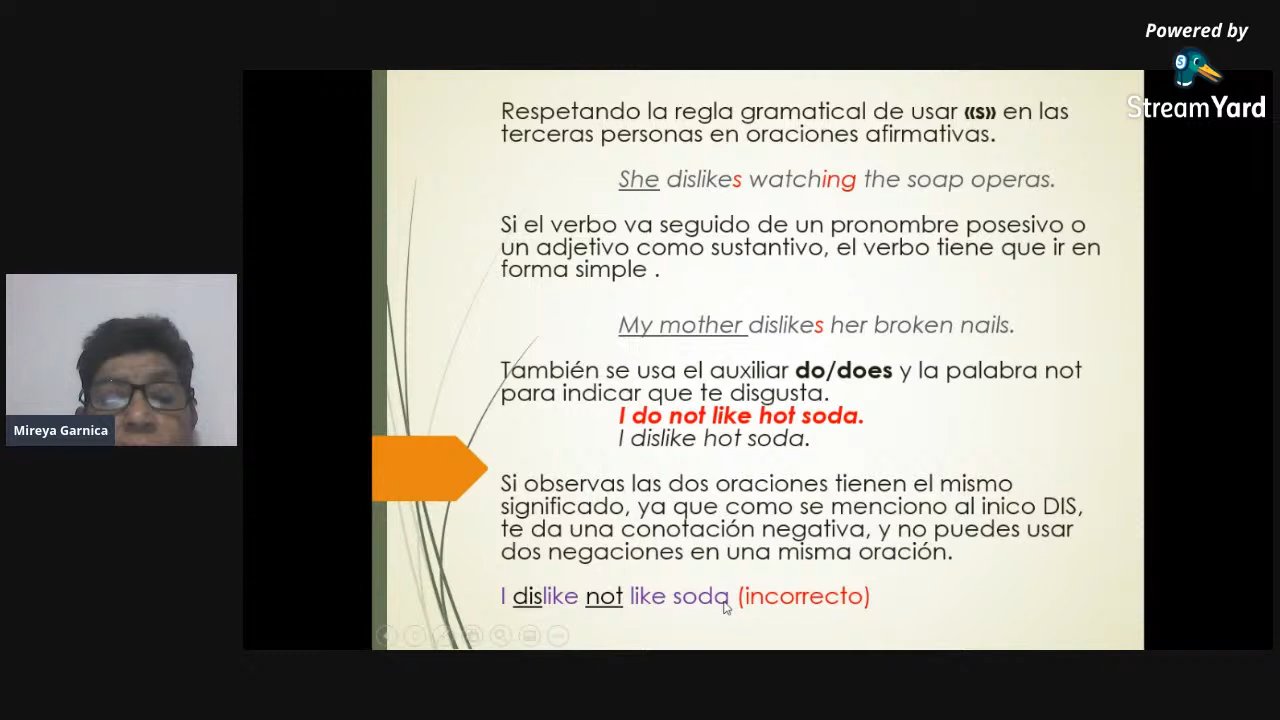 Powered by
S
StreamYard
Respetando la regla gramatical de usar «s» en las
terceras personas en oraciones afirmativas.
She dislikes watching the soap operas.
Si el verbo va seguido de un pronombre posesivo o
un adjetivo como sustantivo, el verbo tiene que ir en
forma simple .
My mother dislikes her broken nails.
También se usa el auxiliar do/does y la palabra not
para indicar que te disgusta.
I do not like hot soda.
I dislike hot soda.
Si observas las dos oraciones tienen el mismo
significado, ya que como se menciono al inico DIS,
te da una conotación negativa, y no puedes usar
dos negaciones en una misma oración.
I dislike not like soda (incorrecto)
Mireya Garnica